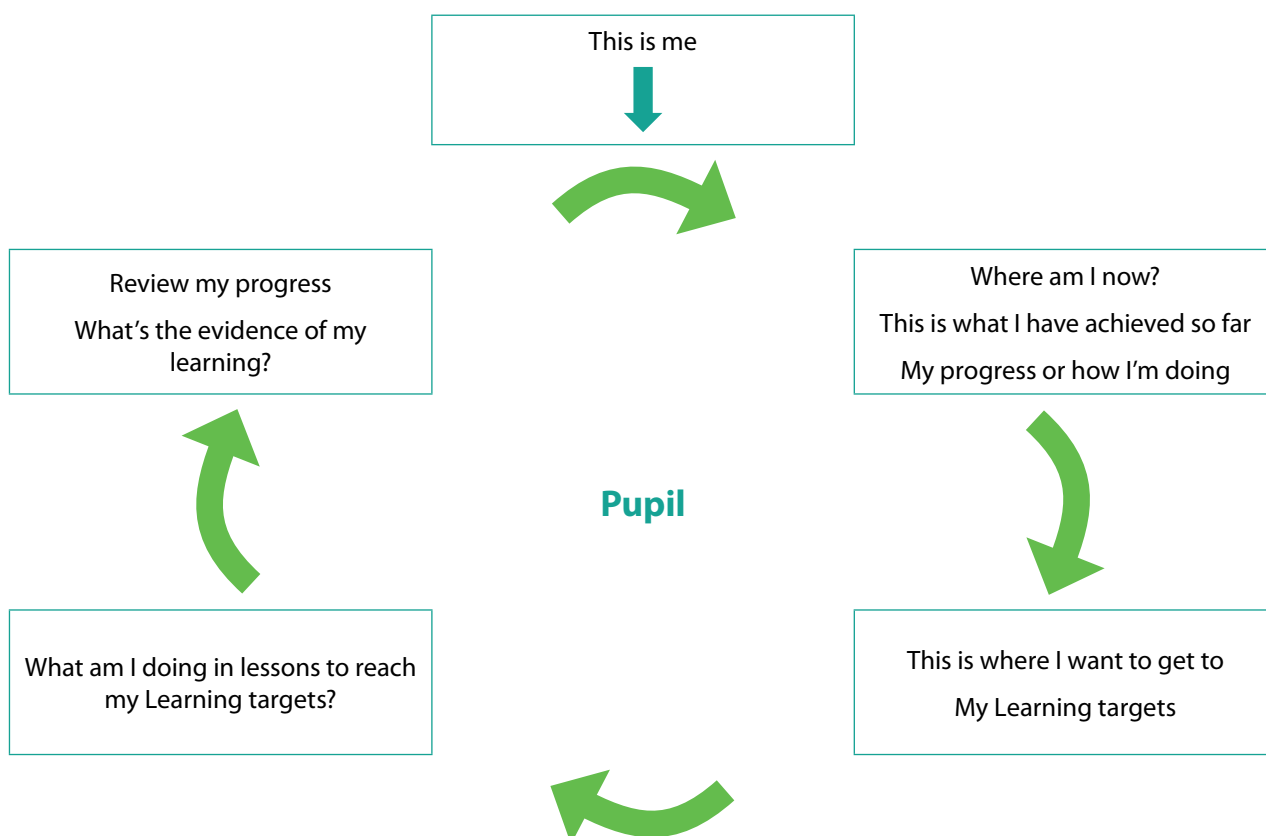 This is me
Where am I now?
This is what I have achieved so far
My progress or how I'm doing
This is where I want to get to
My Learning targets
What am I doing in lessons to reach
my Learning targets?
Review my progress
What's the evidence of my
learning?
Pupil